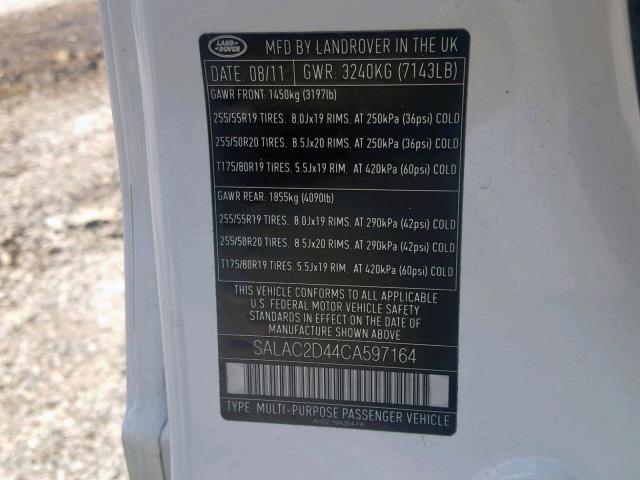 LAND ROVER
MFD BY LANDROVER IN THE UK
DATE: 08/11 GWR: 3240KG (7143LB)
GAWR FRONT: 1450kg (3197lb)
255/55R19 TIRES. 8.0Jx19 RIMS, AT 250kPa (36psi) COLD
255/50R20 TIRES. 8.5Jx20 RIMS, AT 250kPa (36psi) COLD
T175/80R19 TIRES. 5.5Jx19 RIM, AT 420kPa (60psi) COLD
GAWR REAR: 1855kg (4090lb)
255/55R19 TIRES. 8.0Jx19 RIMS, AT 290kPa (42psi) COLD
255/50R20 TIRES. 8.5Jx20 RIMS, AT 290kPa (42psi) COLD
T175/80R19 TIRES. 5.5Jx19 RIM, AT 420kPa (60psi) COLD
THIS VEHICLE CONFORMS TO ALL APPLICABLE
U.S. FEDERAL MOTOR VEHICLE SAFETY
STANDARDS IN EFFECT ON THE DATE OF
MANUFACTURE SHOWN ABOVE
SALAC2D44CA597164
TYPE: MULTI-PURPOSE PASSENGER VEHICLE